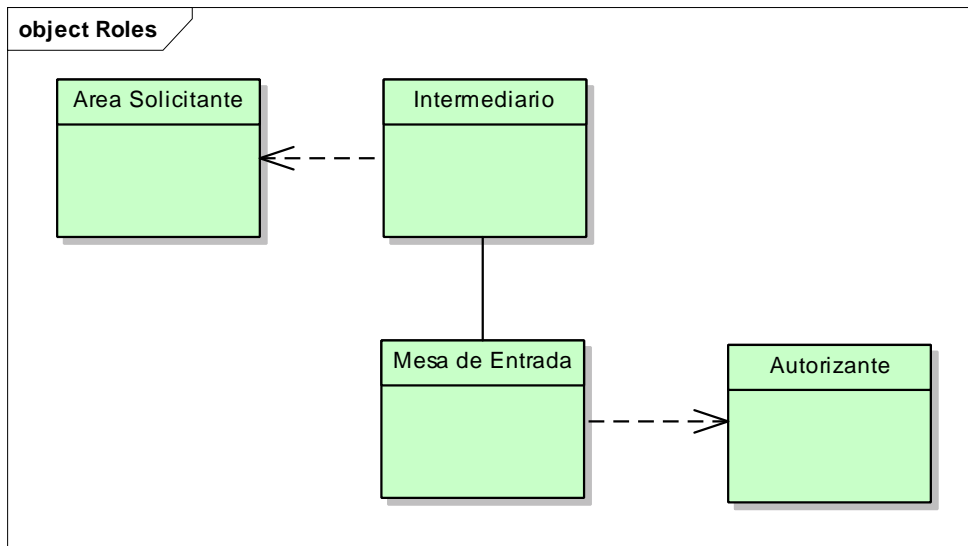 object Roles
Area Solicitante
Intermediario
Mesa de Entrada
Autorizante